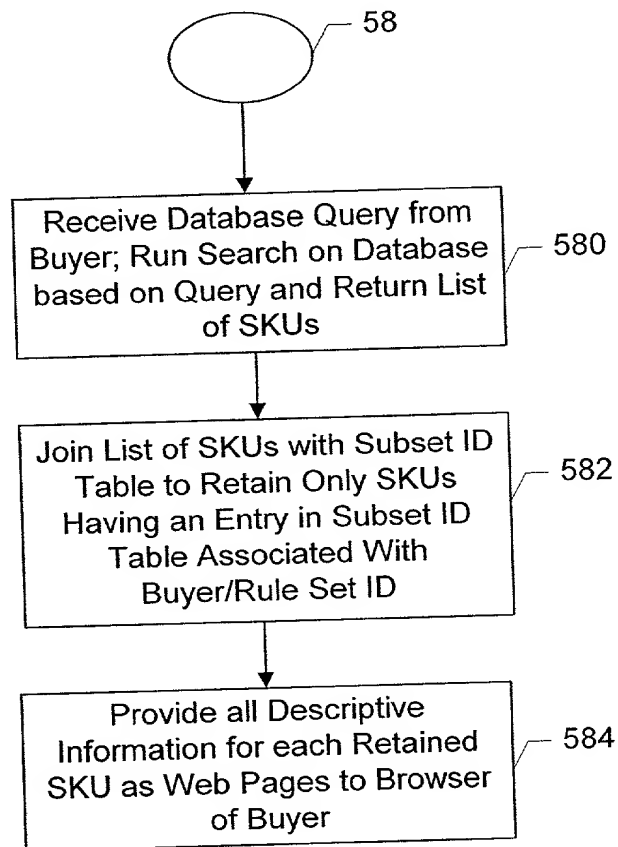 58
Receive Database Query from
Buyer; Run Search on Database
based on Query and Return List
of SKUs
580
Join List of SKUs with Subset ID
Table to Retain Only SKUs
Having an Entry in Subset ID
Table Associated With
Buyer/Rule Set ID
582
Provide all Descriptive
Information for each Retained
SKU as Web Pages to Browser
of Buyer
584